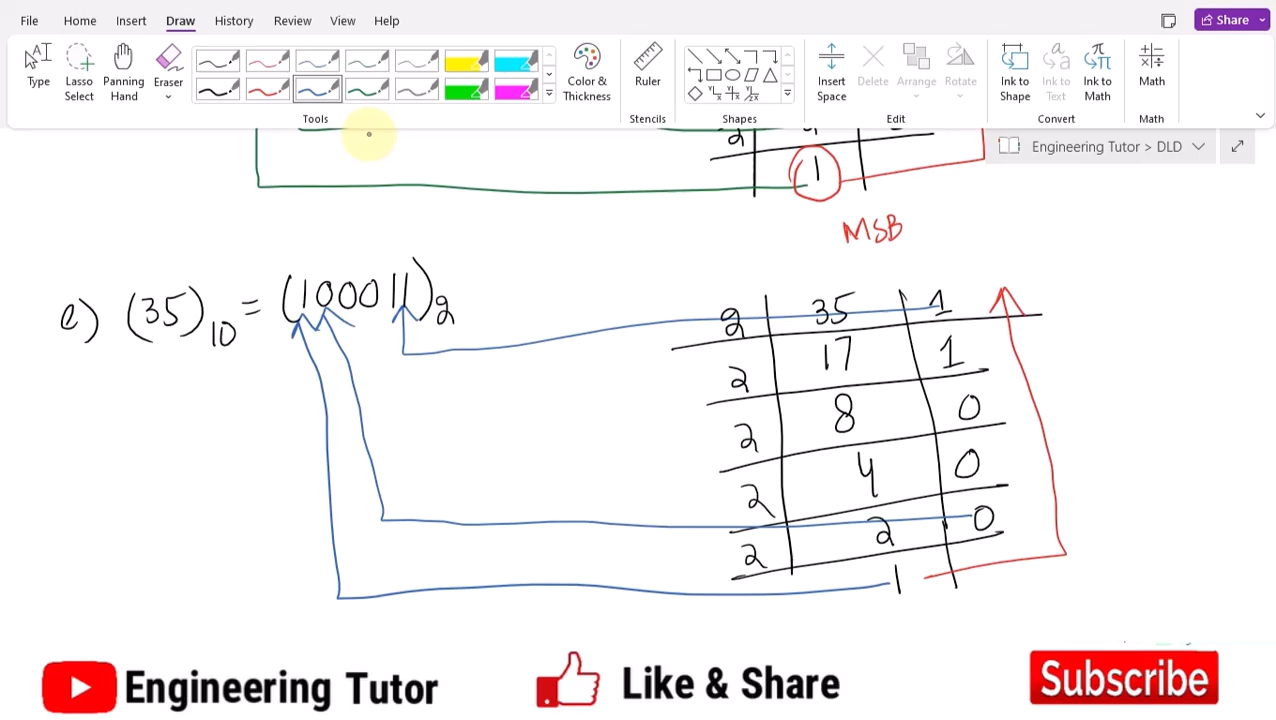 File Home Insert Draw History Review View Help Share
Type Lasso Select Panning Hand Eraser Color & Thickness Ruler Insert Space Delete Arrange Rotate Ink to Shape Ink to Text Ink to Math Math
Tools Stencils Shapes Edit Convert Math
Engineering Tutor > DLD
2
1
MSB
e) (35)10 = (100011)2
2 35 1
2 17 1
2 8 0
2 4 0
2 2 0
1
Engineering Tutor Like & Share Subscribe